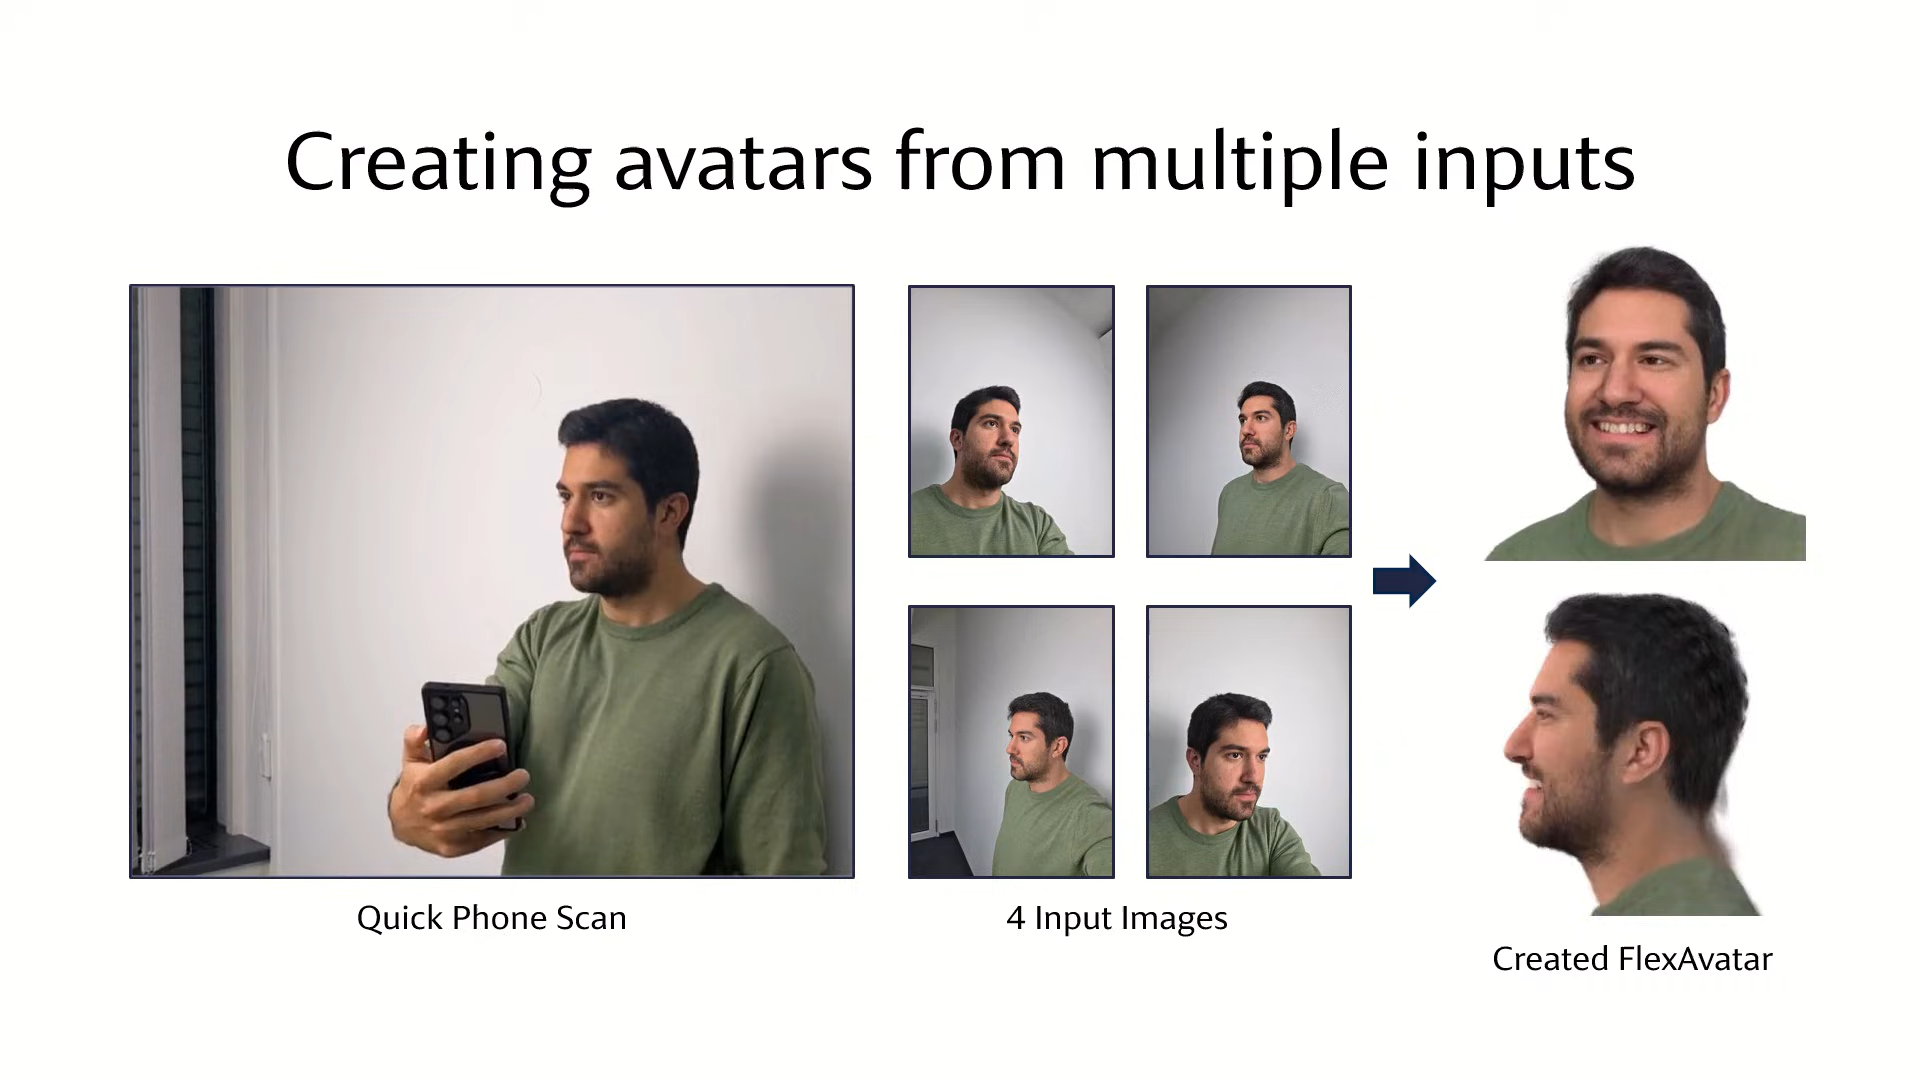 Creating avatars from multiple inputs
Quick Phone Scan
4 Input Images
Created FlexAvatar